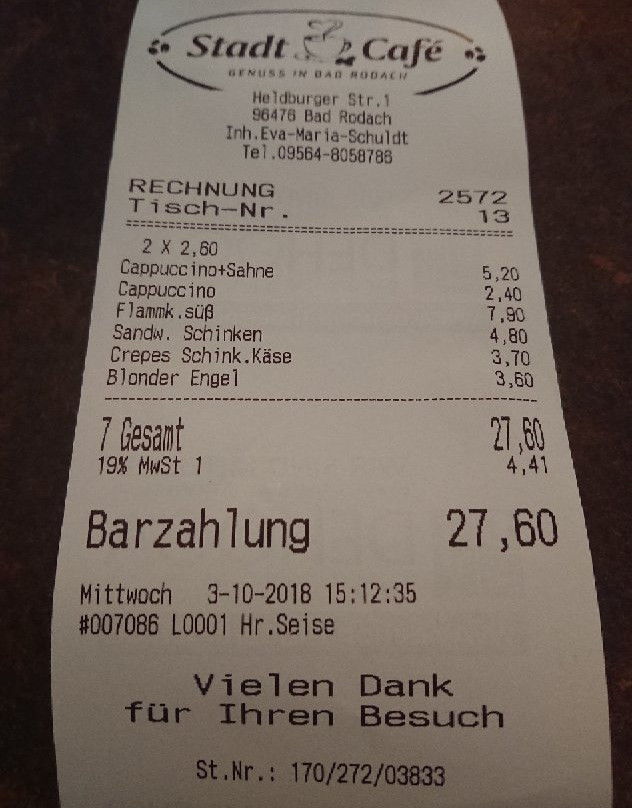 Stadt Café
GENUSS IN BAD RODACH
Heldburger Str.1
96476 Bad Rodach
Inh.Eva-Maria-Schuldt
Tel.09564-8058786
RECHNUNG 2572
Tisch-Nr. 13
2 X 2,60
Cappuccino+Sahne 5,20
Cappuccino 2,40
Flammk.süß 7,90
Sandw. Schinken 4,80
Crepes Schink.Käse 3,70
Blonder Engel 3,60
7 Gesamt 27,60
19% MwSt 1 4,41
Barzahlung 27,60
Mittwoch 3-10-2018 15:12:35
#007086 L0001 Hr.Seise
Vielen Dank
für Ihren Besuch
St.Nr.: 170/272/03833